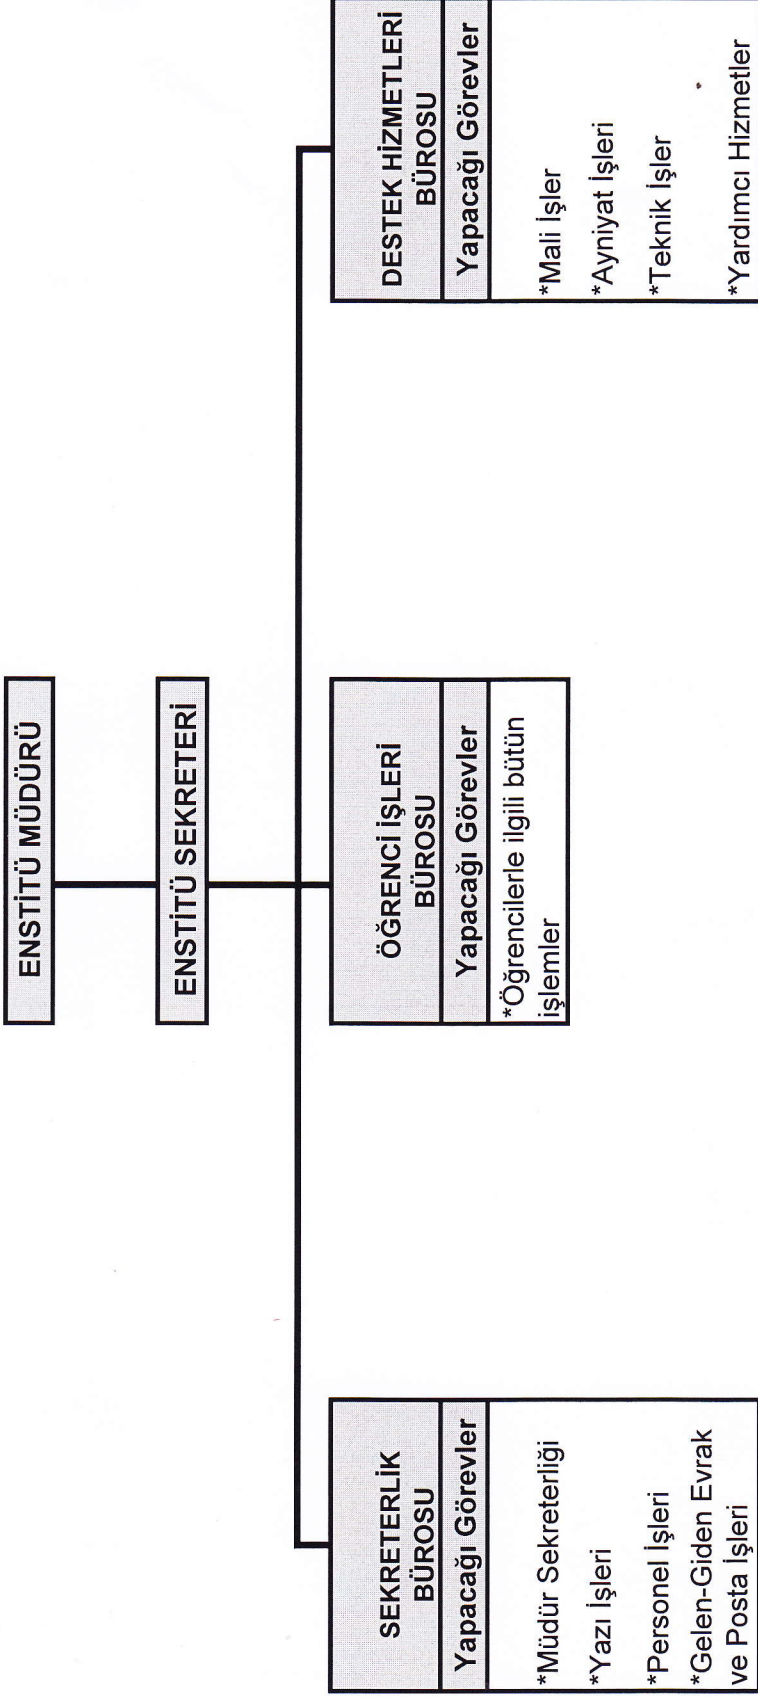 ENSTİTÜ MÜDÜRÜ
ENSTİTÜ SEKRETERİ
SEKRETERLİK
BÜROSU
Yapacağı Görevler
*Müdür Sekreterliği
*Yazı İşleri
*Personel İşleri
*Gelen-Giden Evrak
ve Posta İşleri
ÖĞRENCİ İŞLERİ
BÜROSU
Yapacağı Görevler
*Öğrencilerle ilgili bütün
işlemler
DESTEK HİZMETLERİ
BÜROSU
Yapacağı Görevler
*Mali İşler
*Ayniyat İşleri
*Teknik İşler
*Yardımcı Hizmetler